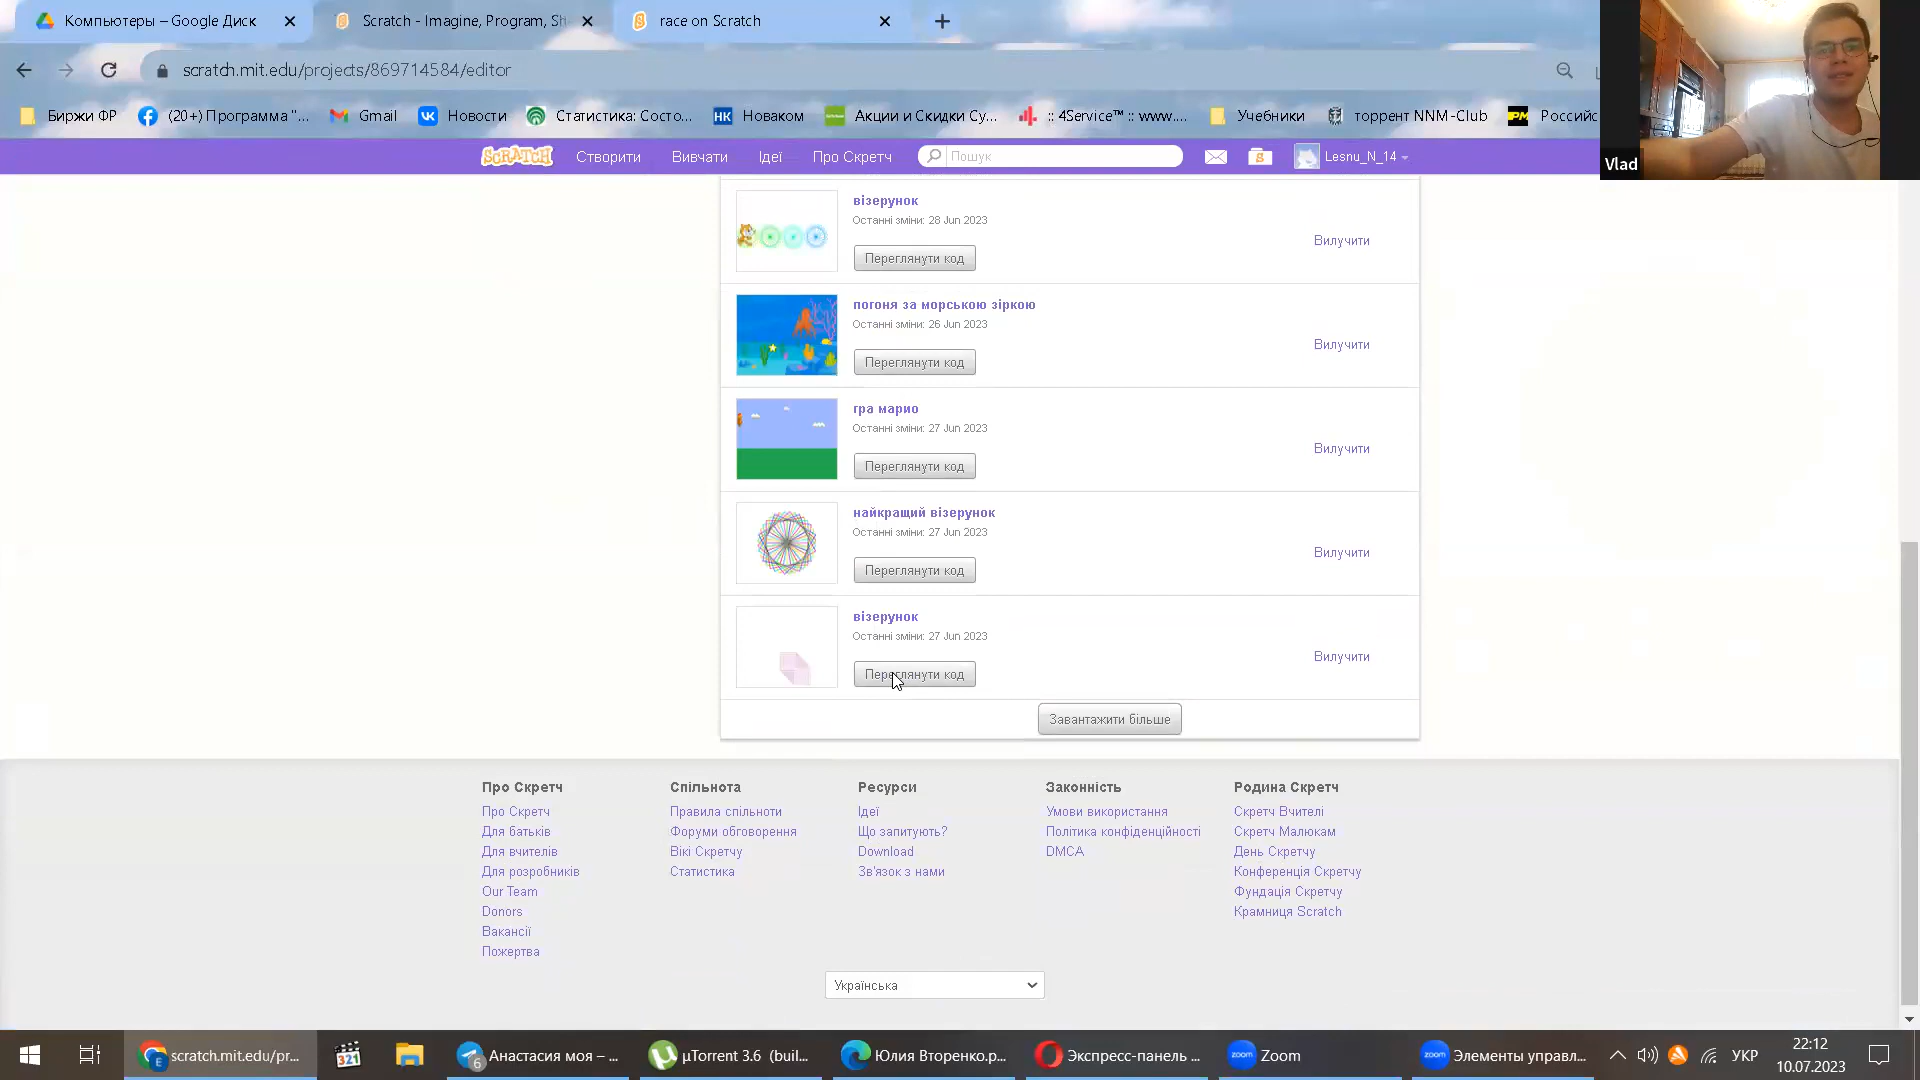 Компьютеры – Google Диск
Scratch - Imagine, Program, Sh
race on Scratch
scratch.mit.edu/projects/869714584/editor
Биржи ФР
(20+) Программа "...
Gmail
Новости
Статистика: Состо...
НК Новаком
Акции и Скидки Су...
:: 4Service™ :: www....
Учебники
торрент NNM-Club
Россий
Vlad
SCRATCH
Створити
Вивчати
Ідеї
Про Скретч
Пошук
Lesnu_N_14
візерунок
Останні зміни: 28 Jun 2023
Переглянути код
Вилучити
погоня за морською зіркою
Останні зміни: 26 Jun 2023
Переглянути код
Вилучити
гра марио
Останні зміни: 27 Jun 2023
Переглянути код
Вилучити
найкращий візерунок
Останні зміни: 27 Jun 2023
Переглянути код
Вилучити
візерунок
Останні зміни: 27 Jun 2023
Переглянути код
Вилучити
Завантажити більше
Про Скретч
Про Скретч
Для батьків
Для вчителів
Для розробників
Our Team
Donors
Вакансії
Пожертва
Спільнота
Правила спільноти
Форуми обговорення
Вікі Скретчу
Статистика
Ресурси
Ідеї
Що запитують?
Download
Зв'язок з нами
Законність
Умови використання
Політика конфіденційності
DMCA
Родина Скретч
Скретч Вчителі
Скретч Малюкам
День Скретчу
Конференція Скретчу
Фундація Скретчу
Крамниця Scratch
Українська
scratch.mit.edu/pr...
321
6
Анастасия моя – ...
µTorrent 3.6 (buil...
Юлия Вторенко.p...
Экспресс-панель ...
zoom Zoom
zoom Элементы управл...
УКР
22:12
10.07.2023